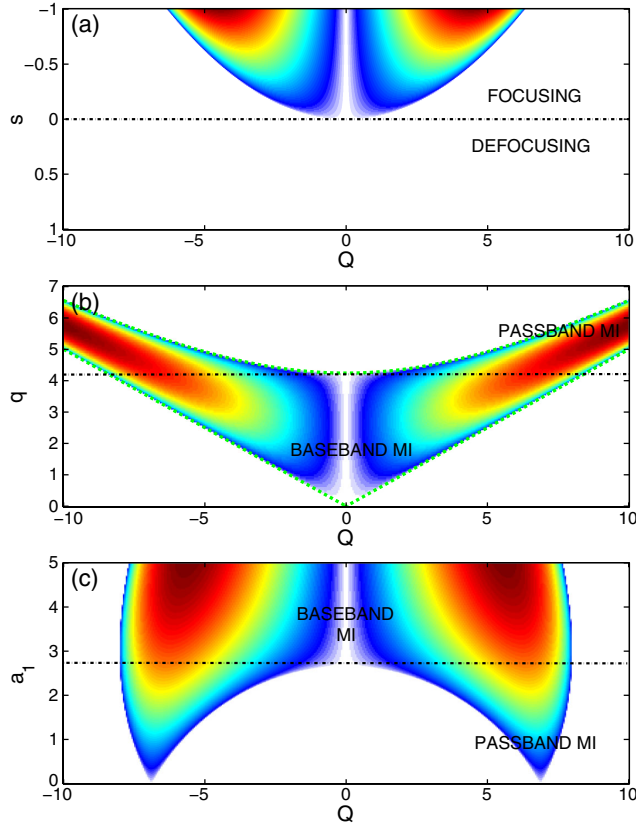 (a)
−1
−0.5
0
0.5
1
s
FOCUSING
DEFOCUSING
−10
−5
0
5
10
Q
(b)
7
6
5
4
3
2
1
0
q
PASSBAND MI
BASEBAND MI
−10
−5
0
5
10
Q
(c)
5
4
3
2
1
0
a1
BASEBAND
MI
PASSBAND MI
−10
−5
0
5
10
Q